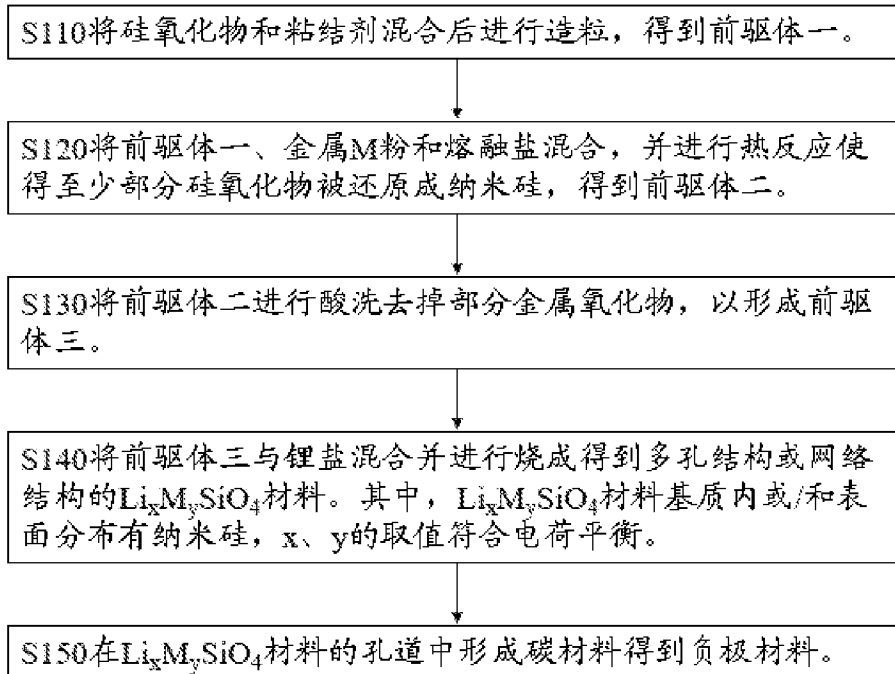 S110将硅氧化物和粘结剂混合后进行造粒，得到前驱体一。
S120将前驱体一、金属M粉和熔融盐混合，并进行热反应使
得至少部分硅氧化物被还原成纳米硅，得到前驱体二。
S130将前驱体二进行酸洗去掉部分金属氧化物，以形成前驱
体三。
S140将前驱体三与锂盐混合并进行烧成得到多孔结构或网络
结构的LiₓMᵧSiO₄材料。其中，LiₓMᵧSiO₄材料基质内或/和表
面分布有纳米硅，x、y的取值符合电荷平衡。
S150在LiₓMᵧSiO₄材料的孔道中形成碳材料得到负极材料。